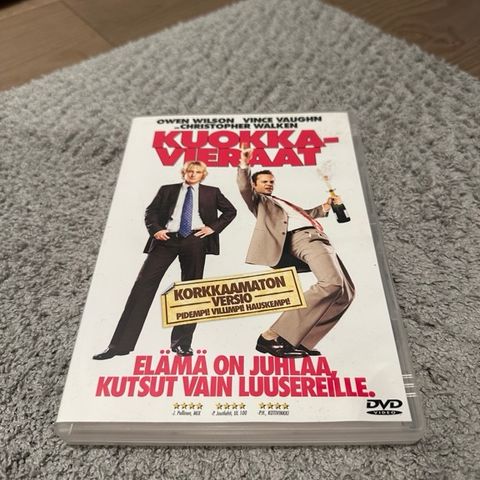 OWEN WILSON VINCE VAUGHN
CHRISTOPHER WALKEN
KUOKKA-
VIERAAT
KORKKAAMATON
VERSIO
PIDEMPI! VILLIMPI! HAUSKEMPI!
ELÄMÄ ON JUHLAA,
KUTSUT VAIN LUUSEREILLE.
★★★★ ★★★★ ★★★★
DVD
VIDEO